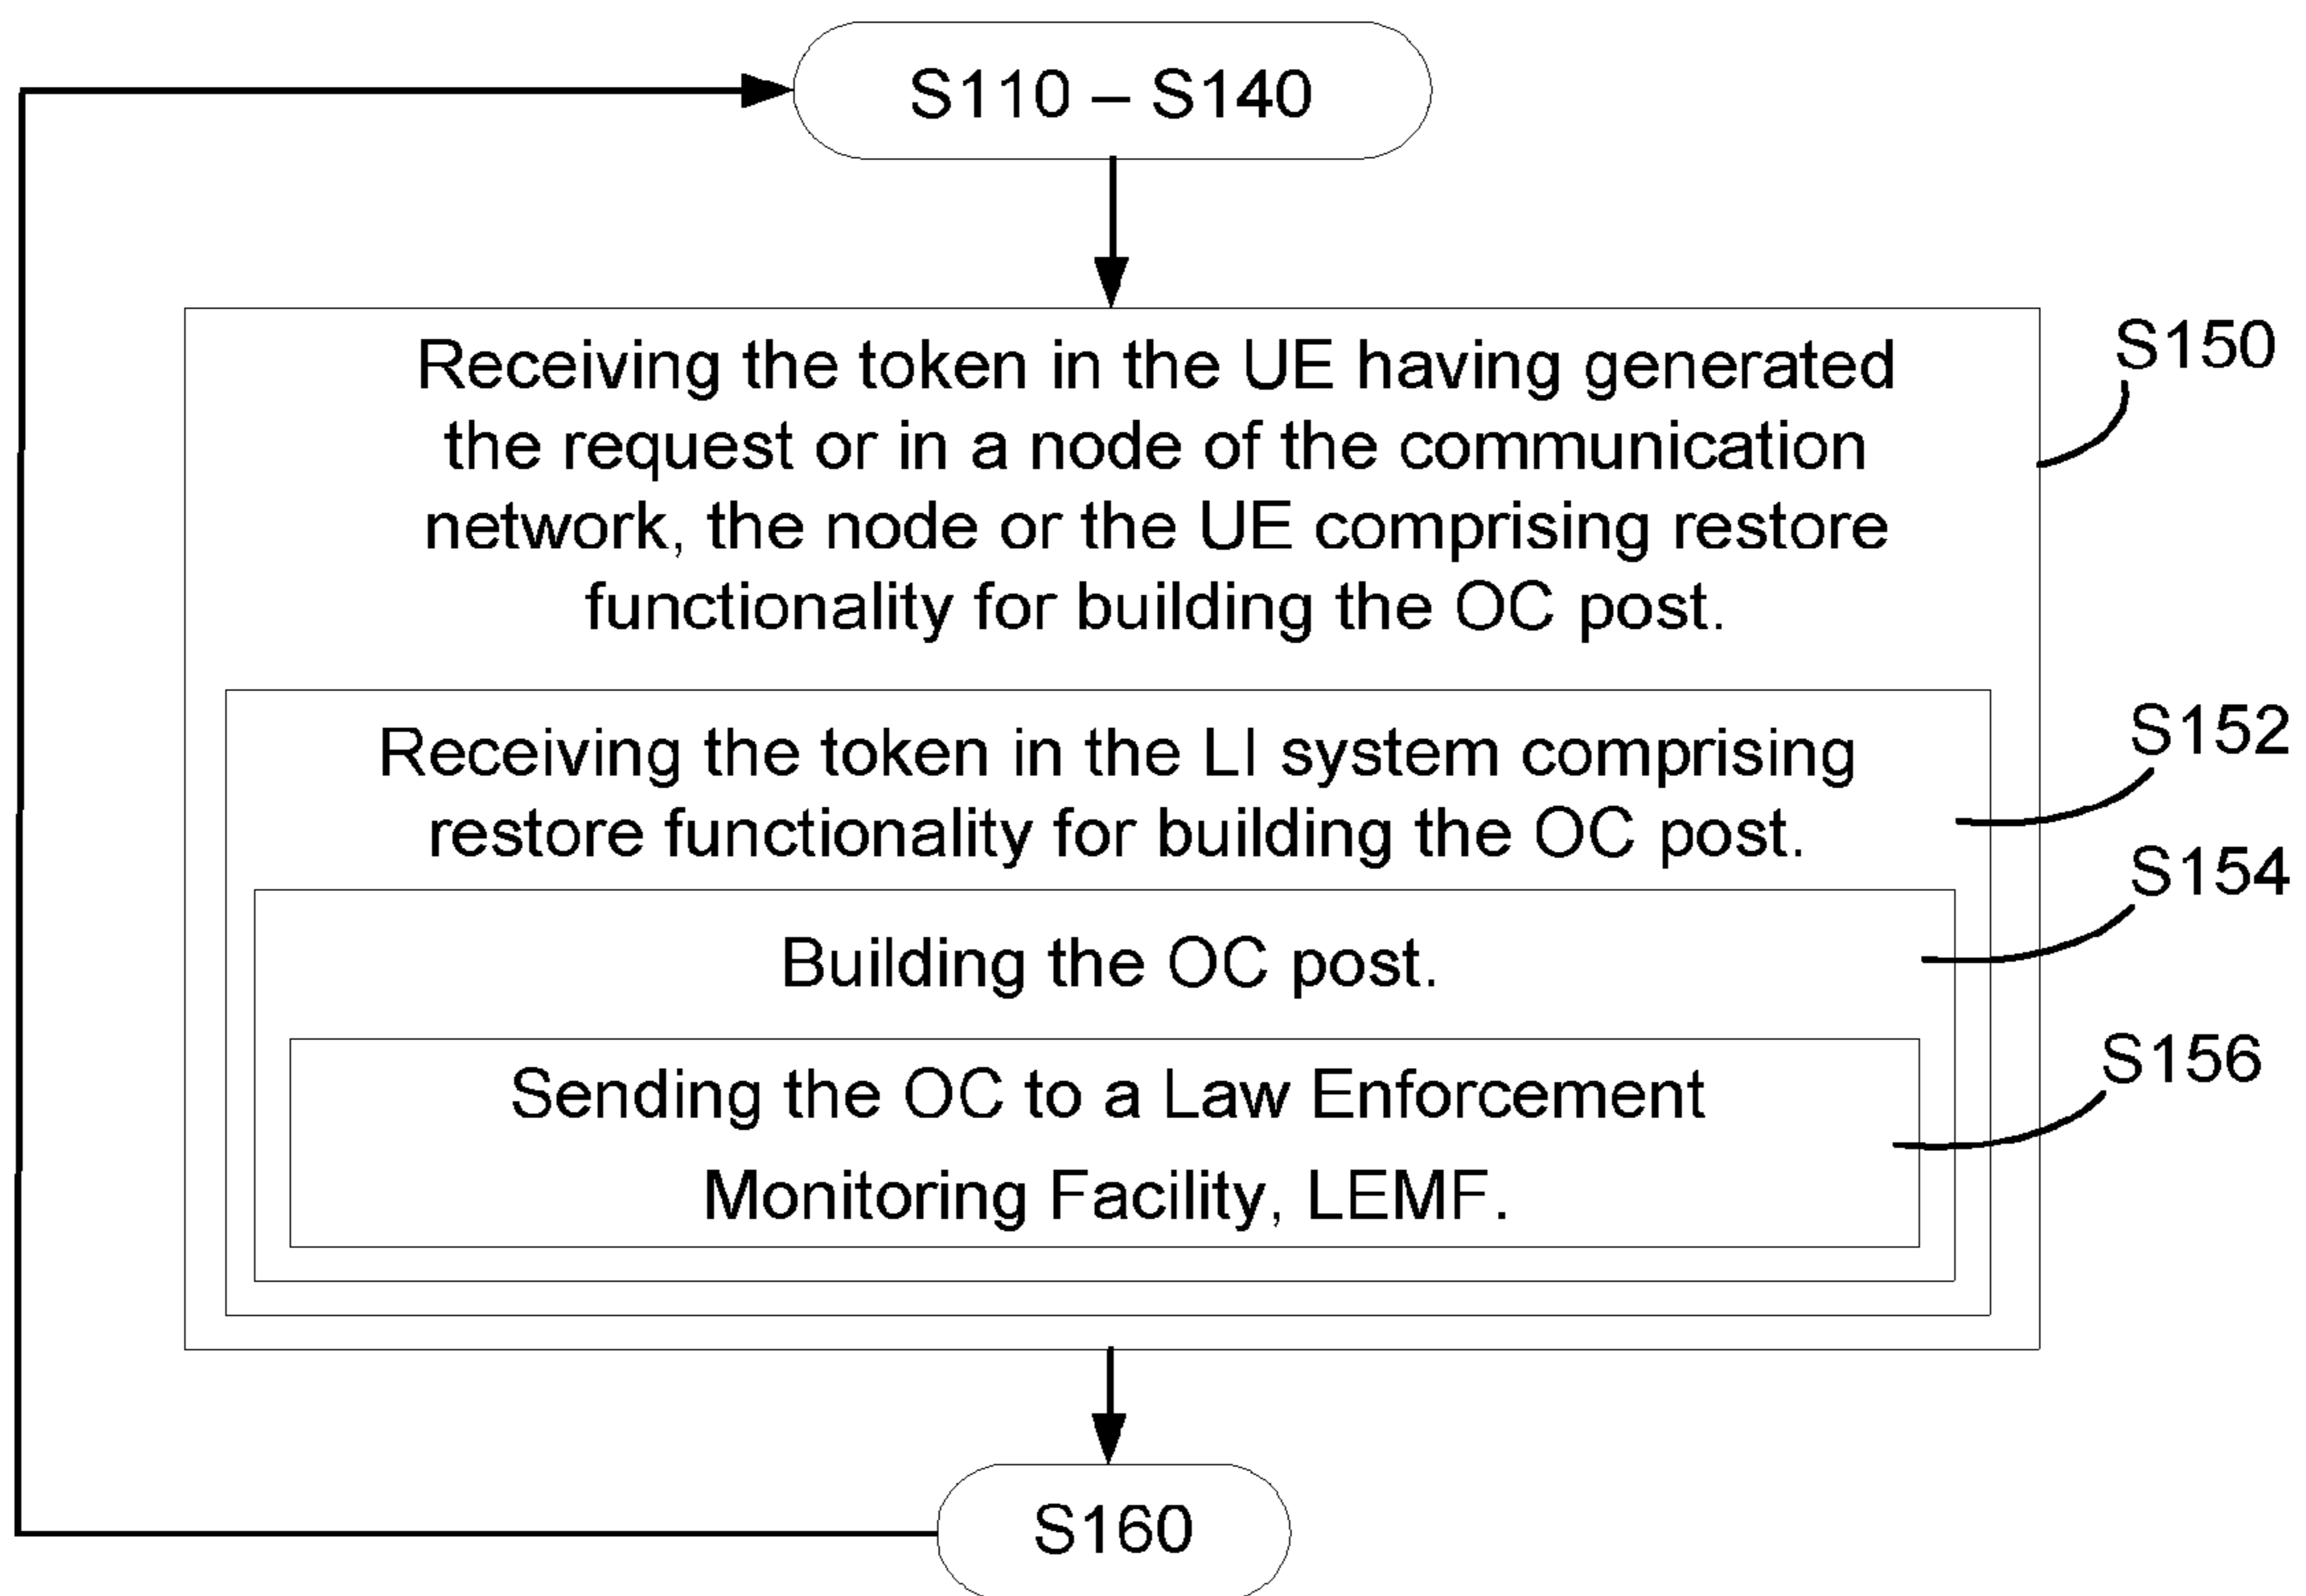 S110 – S140
Receiving the token in the UE having generated
the request or in a node of the communication
network, the node or the UE comprising restore
functionality for building the OC post.
S150
Receiving the token in the LI system comprising
restore functionality for building the OC post.
S152
Building the OC post.
S154
Sending the OC to a Law Enforcement
Monitoring Facility, LEMF.
S156
S160